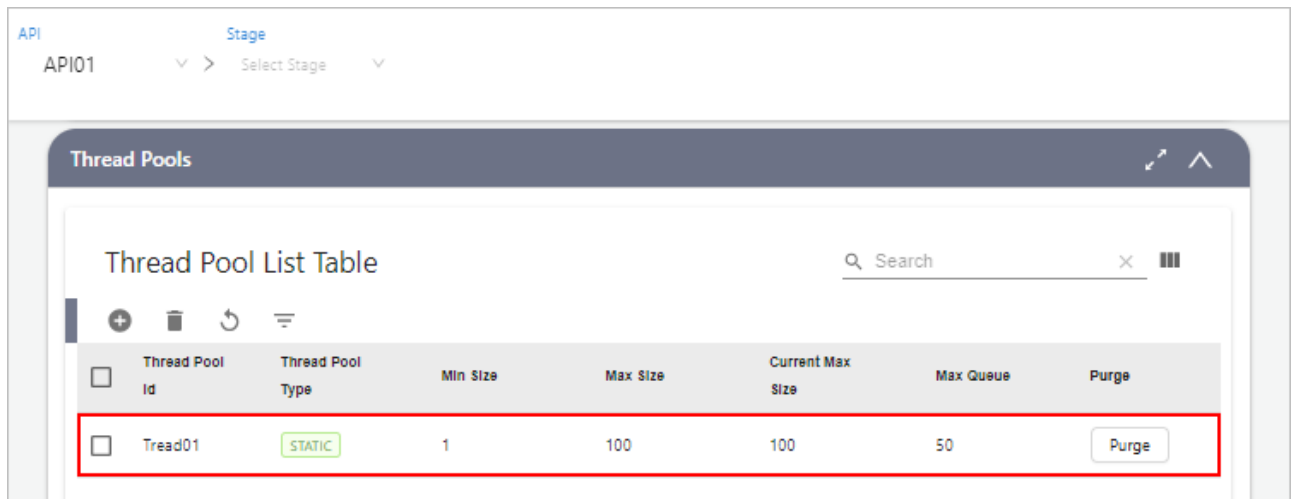 API Stage
API01 > Select Stage
Thread Pools
Thread Pool List Table
Search
Thread Pool Id Thread Pool Type Min Size Max Size Current Max Size Max Queue Purge
Tread01 STATIC 1 100 100 50 Purge